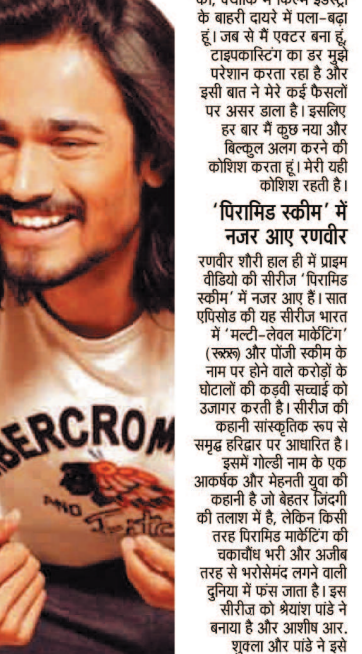 BERCROM
के बाहरी दायरे में पला-बढ़ा
हूं। जब से मैं एक्टर बना हूं,
टाइपकास्टिंग का डर मुझे
परेशान करता रहा है और
इसी बात ने मेरे कई फैसलों
पर असर डाला है। इसलिए
हर बार मैं कुछ नया और
बिल्कुल अलग करने की
कोशिश करता हूं। मेरी यही
कोशिश रहती है।
'पिरामिड स्कीम' में
नजर आए रणवीर
रणवीर शौरी हाल ही में प्राइम
वीडियो की सीरीज 'पिरामिड
स्कीम' में नजर आए हैं। सात
एपिसोड की यह सीरीज भारत
में 'मल्टी-लेवल मार्केटिंग'
और पोंजी स्कीम के
नाम पर होने वाले करोड़ों के
घोटालों की कड़वी सच्चाई को
उजागर करती है। सीरीज की
कहानी सांस्कृतिक रूप से
समृद्ध हरिद्वार पर आधारित है।
इसमें गोल्डी नाम के एक
आकर्षक और मेहनती युवा की
कहानी है जो बेहतर जिंदगी
की तलाश में है, लेकिन किसी
तरह पिरामिड मार्केटिंग की
चकाचौंध भरी और अजीब
तरह से भरोसेमंद लगने वाली
दुनिया में फंस जाता है। इस
सीरीज को श्रेयांश पांडे ने
बनाया है और आशीष आर.
शुक्ला और पांडे ने इसे